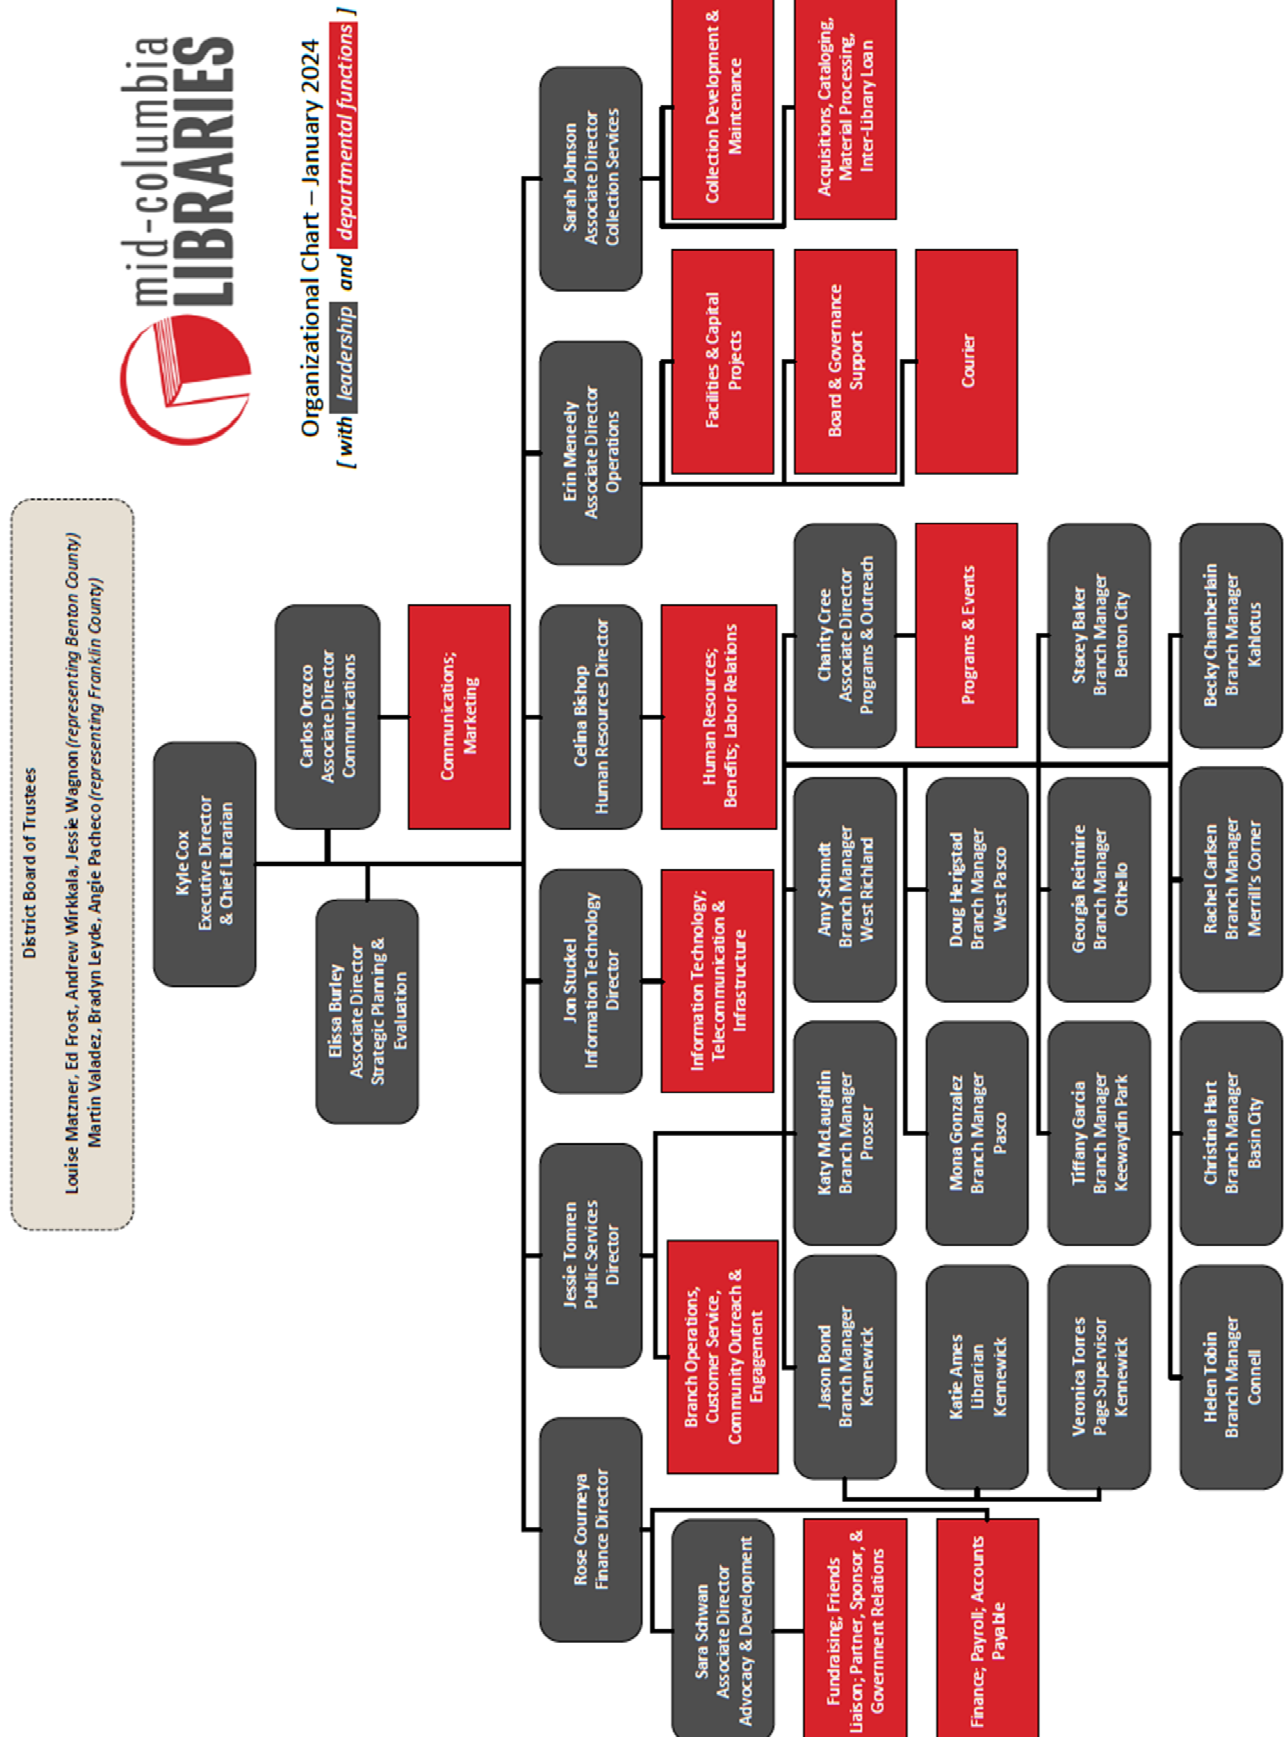 District Board of Trustees
Louise Matzner, Ed Frost, Andrew Wirkkala, Jessie Wagnon (representing Benton County)
Martin Valadez, Bradyn Leyde, Angie Pacheco (representing Franklin County)
mid-columbia
LIBRARIES
Organizational Chart – January 2024
[ with leadership and departmental functions ]
Kyle Cox
Executive Director
& Chief Librarian
Carlos Orozco
Associate Director
Communications
Elissa Burley
Associate Director
Strategic Planning &
Evaluation
Communications;
Marketing
Rose Courneya
Finance Director
Jessie Tomren
Public Services
Director
Jon Stuckel
Information Technology
Director
Celina Bishop
Human Resources Director
Erin Meneely
Associate Director
Operations
Sarah Johnson
Associate Director
Collection Services
Sara Schwan
Associate Director
Advocacy & Development
Branch Operations,
Customer Service,
Community Outreach &
Engagement
Information Technology;
Telecommunication &
Infrastructure
Human Resources;
Benefits; Labor Relations
Facilities & Capital
Projects
Collection Development &
Maintenance
Fundraising; Friends
Liaison; Partner, Sponsor, &
Government Relations
Jason Bond
Branch Manager
Kennewick
Katy McLaughlin
Branch Manager
Prosser
Amy Schmdt
Branch Manager
West Richland
Charity Cree
Associate Director
Programs & Outreach
Board & Governance
Support
Acquisitions, Cataloging,
Material Processing,
Inter-Library Loan
Finance; Payroll; Accounts
Payable
Katie Ames
Librarian
Kennewick
Mona Gonzalez
Branch Manager
Pasco
Doug Herigstad
Branch Manager
West Pasco
Programs & Events
Courier
Veronica Torres
Page Supervisor
Kennewick
Tiffany Garcia
Branch Manager
Keewaydin Park
Georgia Reitmire
Branch Manager
Othello
Stacey Baker
Branch Manager
Benton City
Helen Tobin
Branch Manager
Connell
Christina Hart
Branch Manager
Basin City
Rachel Carlsen
Branch Manager
Merrill's Corner
Becky Chamberlain
Branch Manager
Kahlotus